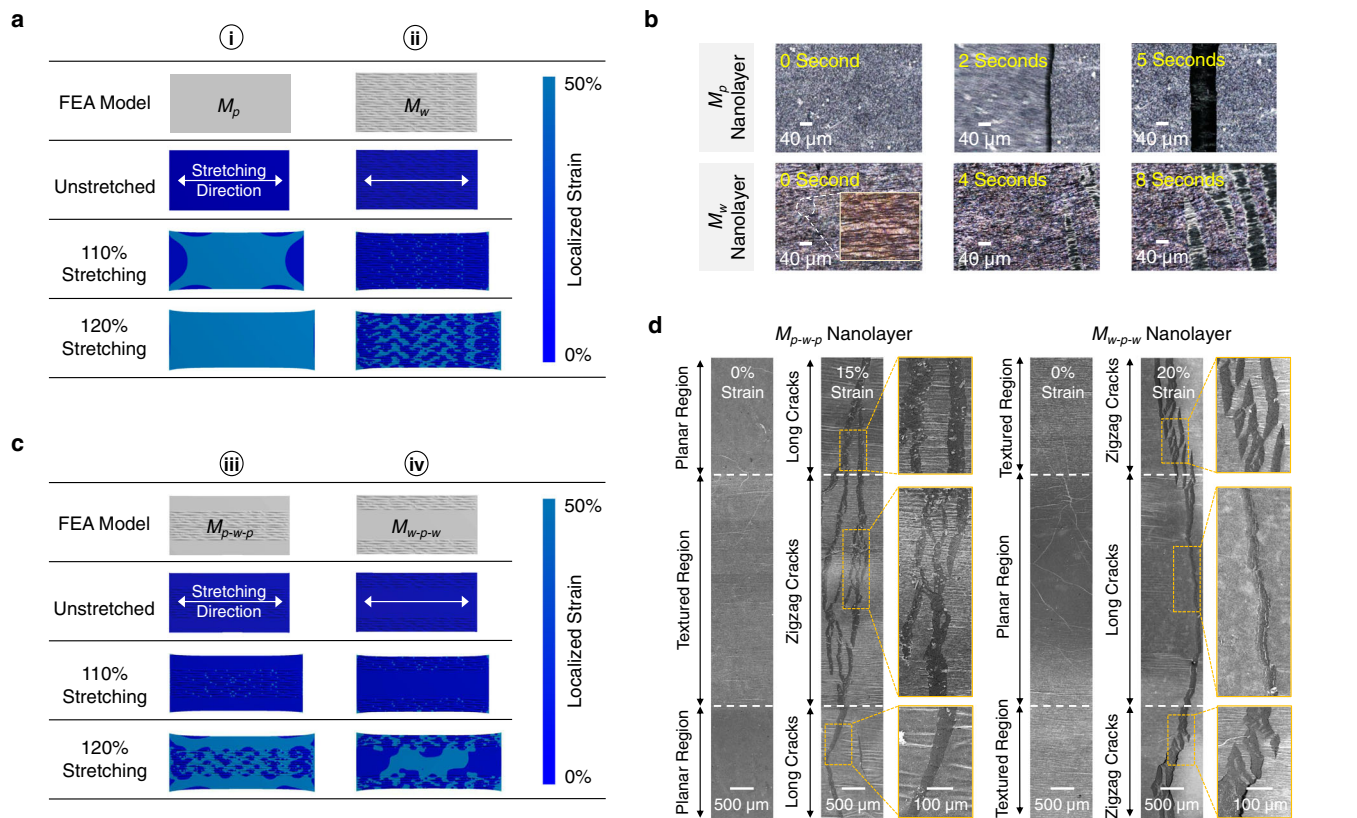 a
i
ii
FEA Model
Mp
Mw
Unstretched
Stretching
Direction
110%
Stretching
120%
Stretching
50%
Localized Strain
0%
b
Mp
Nanolayer
0 Second
40 µm
2 Seconds
40 µm
5 Seconds
40 µm
Mw
Nanolayer
0 Second
40 µm
4 Seconds
40 µm
8 Seconds
40 µm
c
iii
iv
FEA Model
Mp-w-p
Mw-p-w
Unstretched
Stretching
Direction
110%
Stretching
120%
Stretching
50%
Localized Strain
0%
d
Mp-w-p Nanolayer
Planar Region
Textured Region
Planar Region
0%
Strain
500 µm
Long Cracks
Zigzag Cracks
Long Cracks
15%
Strain
500 µm
100 µm
Mw-p-w Nanolayer
Textured Region
Planar Region
Textured Region
0%
Strain
500 µm
Zigzag Cracks
Long Cracks
Zigzag Cracks
20%
Strain
500 µm
100 µm